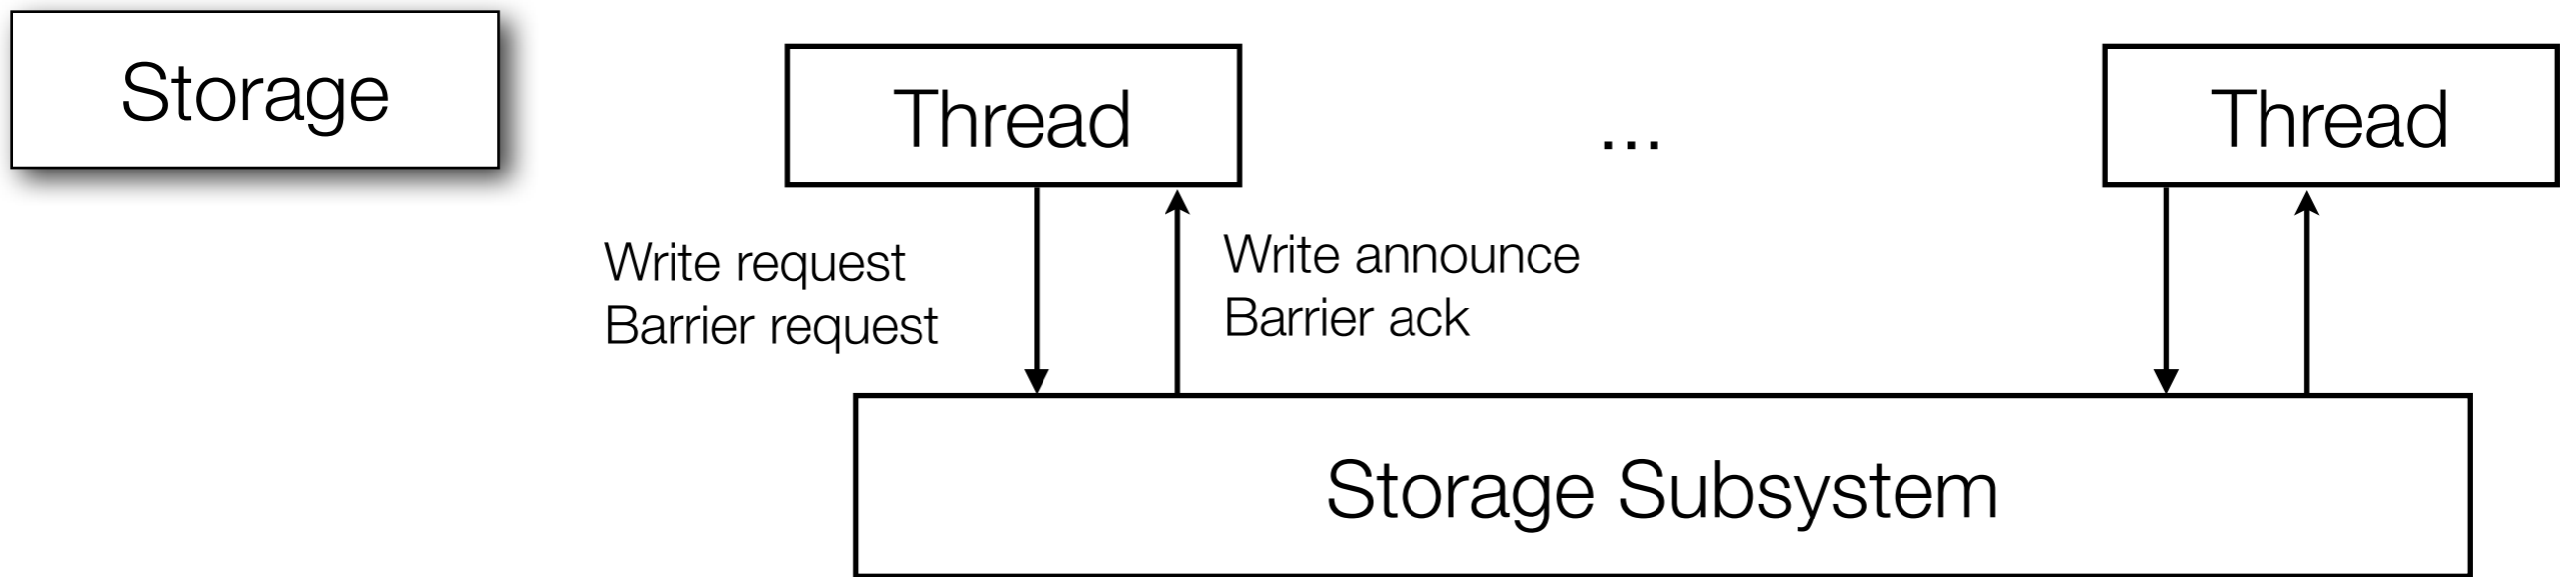 Storage
Thread
...
Thread
Write request
Barrier request
Write announce
Barrier ack
Storage Subsystem